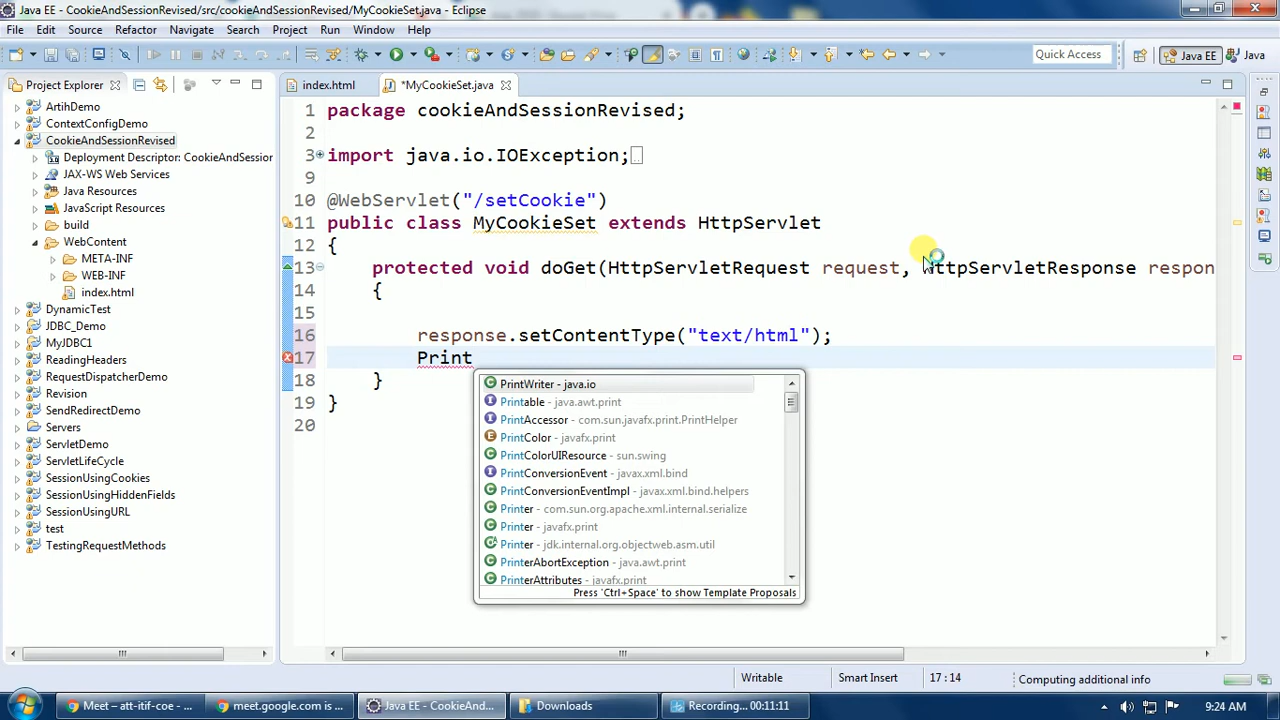 Java EE - CookieAndSessionRevised/src/cookieAndSessionRevised/MyCookieSet.java - Eclipse
File Edit Source Refactor Navigate Search Project Run Window Help
Quick Access
Java EE
Java
Project Explorer
index.html
*MyCookieSet.java
ArtihDemo
ContextConfigDemo
CookieAndSessionRevised
Deployment Descriptor: CookieAndSession
JAX-WS Web Services
Java Resources
JavaScript Resources
build
WebContent
META-INF
WEB-INF
index.html
DynamicTest
JDBC_Demo
MyJDBC1
ReadingHeaders
RequestDispatcherDemo
Revision
SendRedirectDemo
Servers
ServletDemo
ServletLifeCycle
SessionUsingCookies
SessionUsingHiddenFields
SessionUsingURL
test
TestingRequestMethods
1 package cookieAndSessionRevised;
2
3 import java.io.IOException;
9
10 @WebServlet("/setCookie")
11 public class MyCookieSet extends HttpServlet
12 {
13 protected void doGet(HttpServletRequest request, HttpServletResponse respon
14 {
15
16 response.setContentType("text/html");
17 Print
18 }
19 }
20
PrintWriter - java.io
Printable - java.awt.print
PrintAccessor - com.sun.javafx.print.PrintHelper
PrintColor - javafx.print
PrintColorUIResource - sun.swing
PrintConversionEvent - javax.xml.bind
PrintConversionEventImpl - javax.xml.bind.helpers
Printer - com.sun.org.apache.xml.internal.serialize
Printer - javafx.print
Printer - jdk.internal.org.objectweb.asm.util
PrinterAbortException - java.awt.print
PrinterAttributes - javafx.print
Press 'Ctrl+Space' to show Template Proposals
Writable
Smart Insert
17 : 14
Computing additional info
Meet – att-itif-coe - ...
meet.google.com is ...
Java EE - CookieAnd...
Downloads
Recording... 00:11:11
9:24 AM